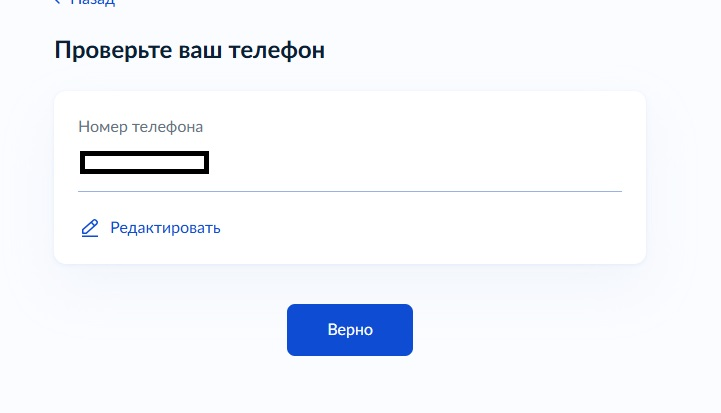 Назад
Проверьте ваш телефон
Номер телефона
Редактировать
Верно